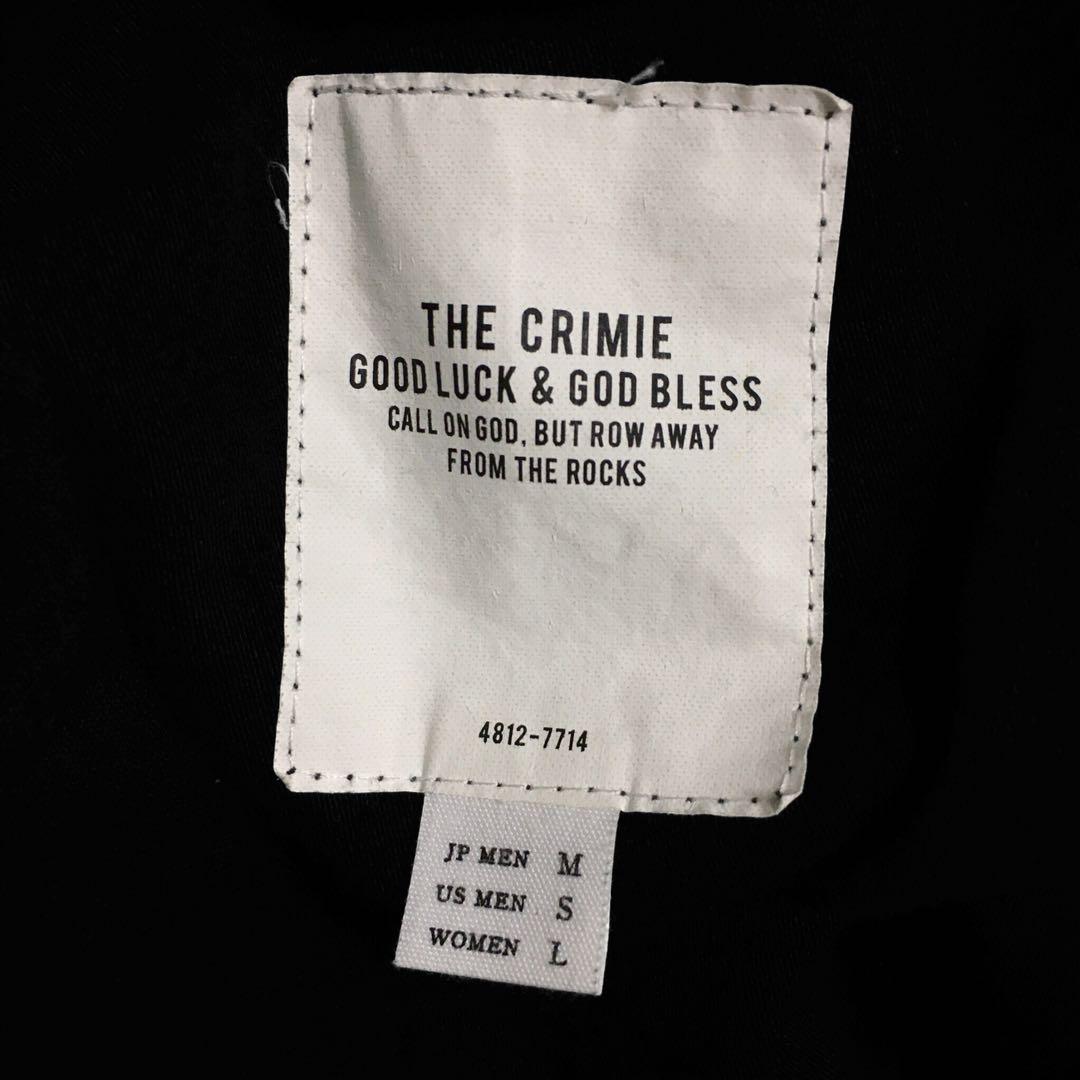 THE CRIMIE
GOOD LUCK & GOD BLESS
CALL ON GOD, BUT ROW AWAY
FROM THE ROCKS
4812-7714
JP MEN M
US MEN S
WOMEN L